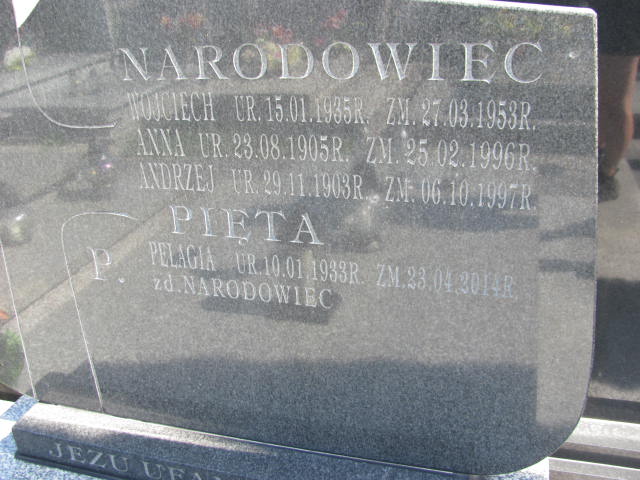 NARODOWIEC
WOJCIECH UR. 15.01.1935R. ZM. 27.03.1953R.
ANNA UR. 23.08.1905R. ZM. 25.02.1996R.
ANDRZEJ UR. 29.11.1903R. ZM. 06.10.1997R.
PIĘTA
P. PELAGIA UR. 10.01.1933R. ZM. 23.04.2014R.
zd. NARODOWIEC
JEZU UFA